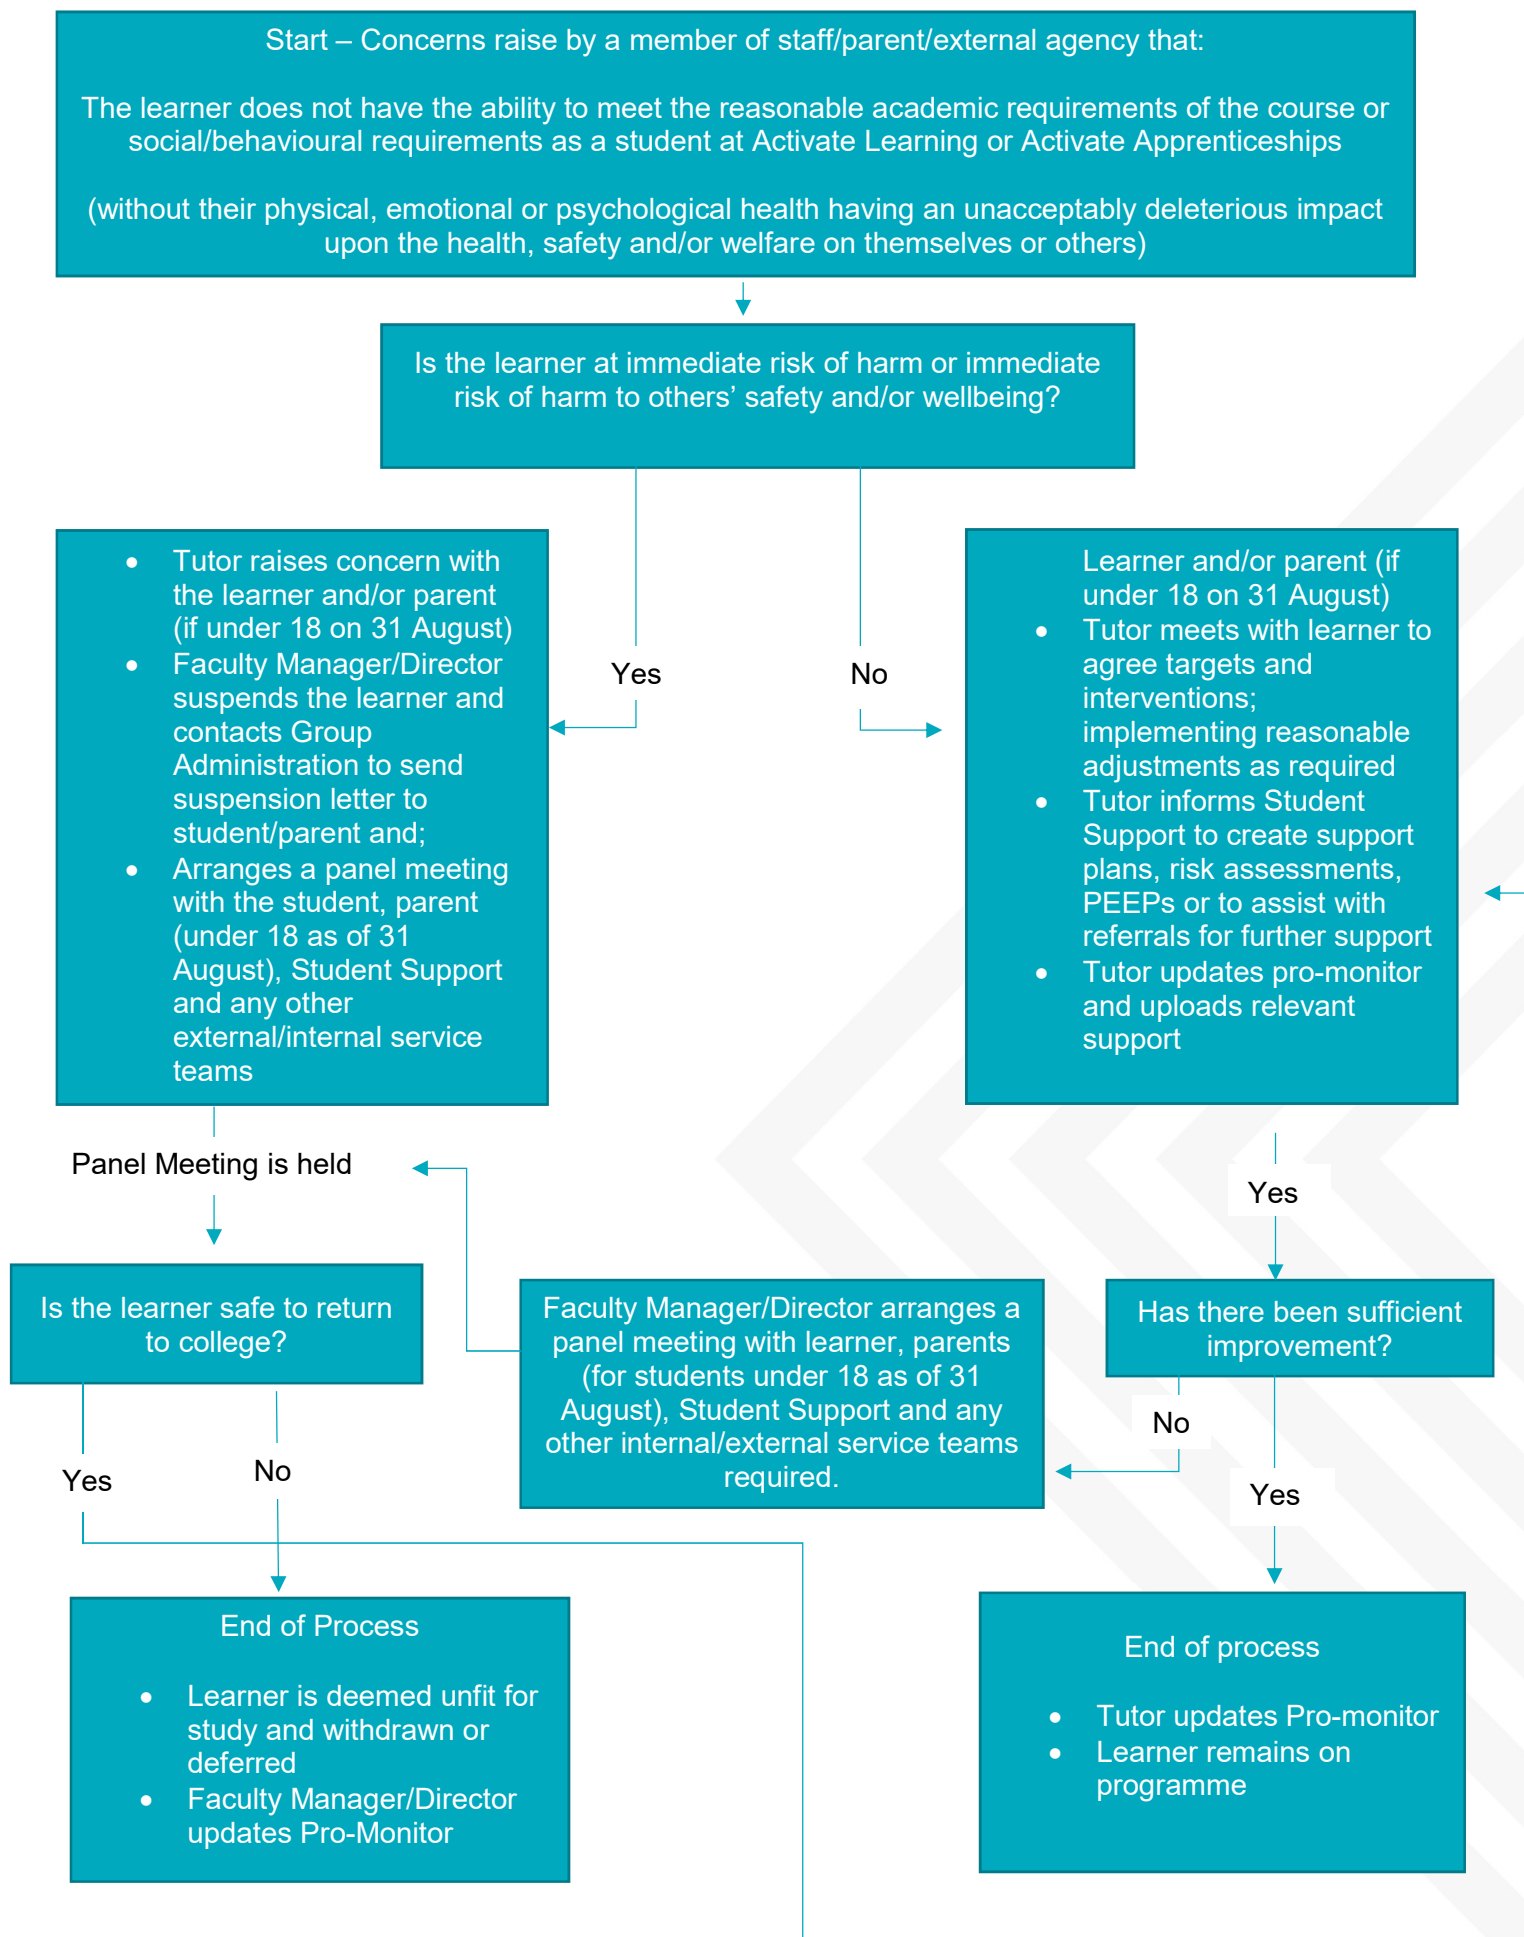 Start – Concerns raise by a member of staff/parent/external agency that:
The learner does not have the ability to meet the reasonable academic requirements of the course or
social/behavioural requirements as a student at Activate Learning or Activate Apprenticeships
(without their physical, emotional or psychological health having an unacceptably deleterious impact
upon the health, safety and/or welfare on themselves or others)
Is the learner at immediate risk of harm or immediate
risk of harm to others’ safety and/or wellbeing?
Yes
No
• Tutor raises concern with
the learner and/or parent
(if under 18 on 31 August)
• Faculty Manager/Director
suspends the learner and
contacts Group
Administration to send
suspension letter to
student/parent and;
• Arranges a panel meeting
with the student, parent
(under 18 as of 31
August), Student Support
and any other
external/internal service
teams
Learner and/or parent (if
under 18 on 31 August)
• Tutor meets with learner to
agree targets and
interventions;
implementing reasonable
adjustments as required
• Tutor informs Student
Support to create support
plans, risk assessments,
PEEPs or to assist with
referrals for further support
• Tutor updates pro-monitor
and uploads relevant
support
Panel Meeting is held
Yes
Is the learner safe to return
to college?
Faculty Manager/Director arranges a
panel meeting with learner, parents
(for students under 18 as of 31
August), Student Support and any
other internal/external service teams
required.
Has there been sufficient
improvement?
No
Yes
Yes
No
End of Process
• Learner is deemed unfit for
study and withdrawn or
deferred
• Faculty Manager/Director
updates Pro-Monitor
End of process
• Tutor updates Pro-monitor
• Learner remains on
programme